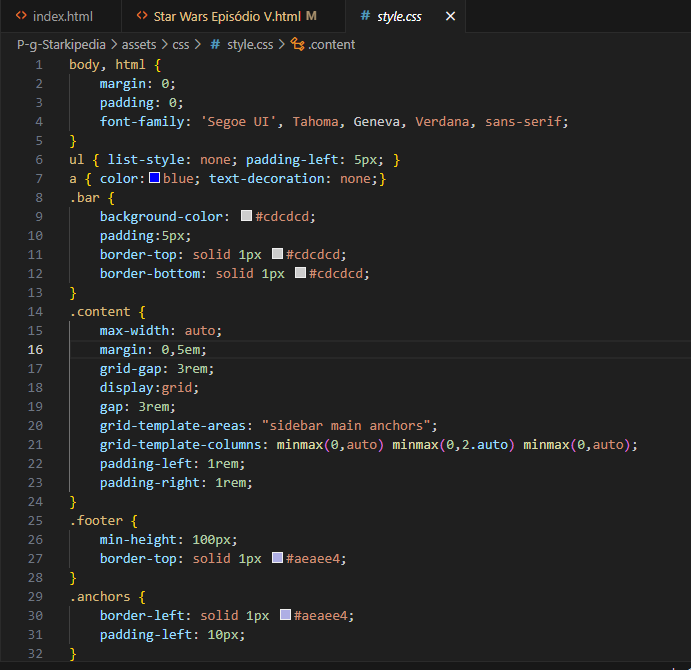 index.html Star Wars Episódio V.html M style.css
P-g-Starkipedia > assets > css > # style.css > .content
1 body, html {
2 margin: 0;
3 padding: 0;
4 font-family: 'Segoe UI', Tahoma, Geneva, Verdana, sans-serif;
5 }
6 ul { list-style: none; padding-left: 5px; }
7 a { color:blue; text-decoration: none;}
8 .bar {
9 background-color: #cdcdcd;
10 padding:5px;
11 border-top: solid 1px #cdcdcd;
12 border-bottom: solid 1px #cdcdcd;
13 }
14 .content {
15 max-width: auto;
16 margin: 0,5em;
17 grid-gap: 3rem;
18 display:grid;
19 gap: 3rem;
20 grid-template-areas: "sidebar main anchors";
21 grid-template-columns: minmax(0,auto) minmax(0,2.auto) minmax(0,auto);
22 padding-left: 1rem;
23 padding-right: 1rem;
24 }
25 .footer {
26 min-height: 100px;
27 border-top: solid 1px #aeaee4;
28 }
29 .anchors {
30 border-left: solid 1px #aeaee4;
31 padding-left: 10px;
32 }